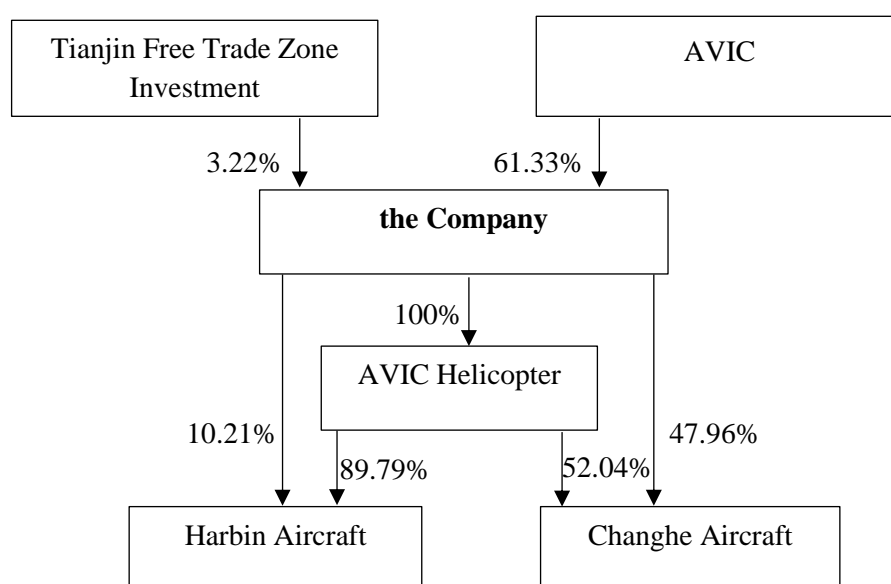 Tianjin Free Trade Zone
Investment
AVIC
3.22%
61.33%
the Company
100%
AVIC Helicopter
10.21%
47.96%
89.79%
52.04%
Harbin Aircraft
Changhe Aircraft